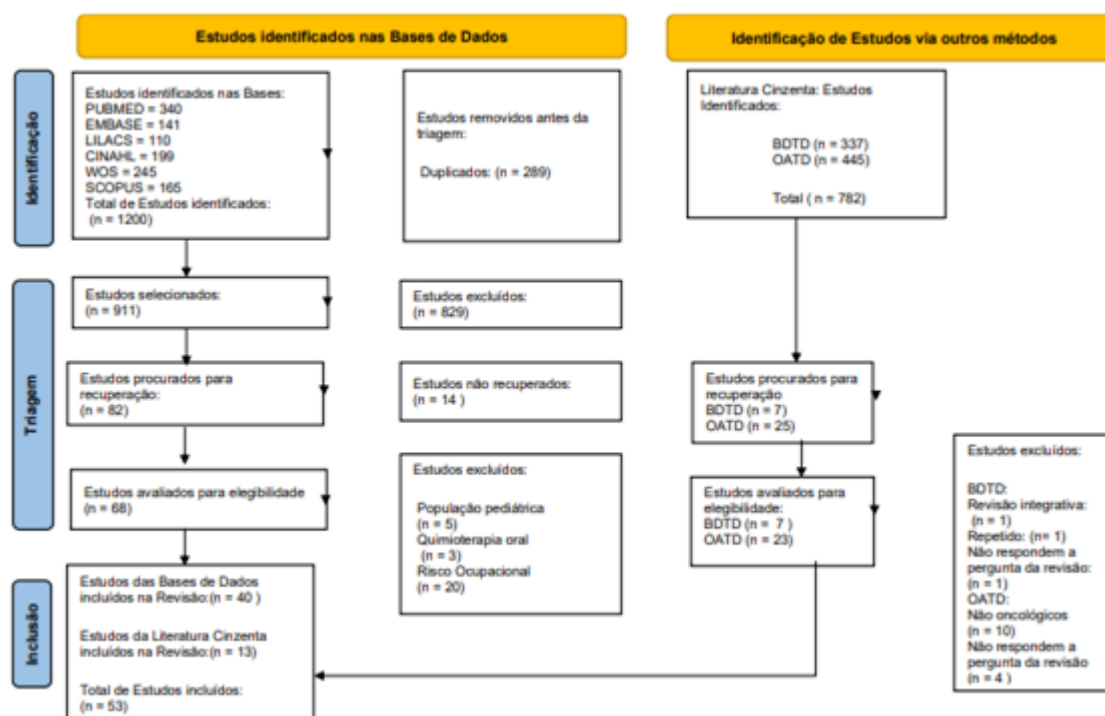 Estudos identificados nas Bases de Dados
Identificação de Estudos via outros métodos
Identificação
Estudos identificados nas Bases:
PUBMED = 340
EMBASE = 141
LILACS = 110
CINAHL = 199
WOS = 245
SCOPUS = 165
Total de Estudos identificados:
(n = 1200)
Estudos removidos antes da
triagem:
Duplicados: (n = 289)
Literatura Cinzenta: Estudos
Identificados:
BDTD (n = 337)
OATD (n = 445)
Total ( n = 782)
Triagem
Estudos selecionados:
(n = 911)
Estudos excluídos:
(n = 829)
Estudos procurados para
recuperação:
(n = 82)
Estudos não recuperados:
(n = 14 )
Estudos procurados para
recuperação
BDTD (n = 7)
OATD (n = 25)
Estudos avaliados para elegibilidade
(n = 68)
Estudos excluídos:
População pediátrica
(n = 5)
Quimioterapia oral
(n = 3)
Risco Ocupacional
(n = 20)
Estudos avaliados para
elegibilidade:
BDTD (n = 7 )
OATD (n = 23)
Estudos excluídos:
BDTD:
Revisão integrativa:
(n = 1)
Repetido: (n= 1)
Não respondem a
pergunta da revisão:
(n = 1)
OATD:
Não oncológicos
(n = 10)
Não respondem a
pergunta da revisão
(n = 4 )
Inclusão
Estudos das Bases de Dados
incluídos na Revisão:(n = 40 )
Estudos da Literatura Cinzenta
incluídos na Revisão:(n = 13)
Total de Estudos incluídos:
(n = 53)